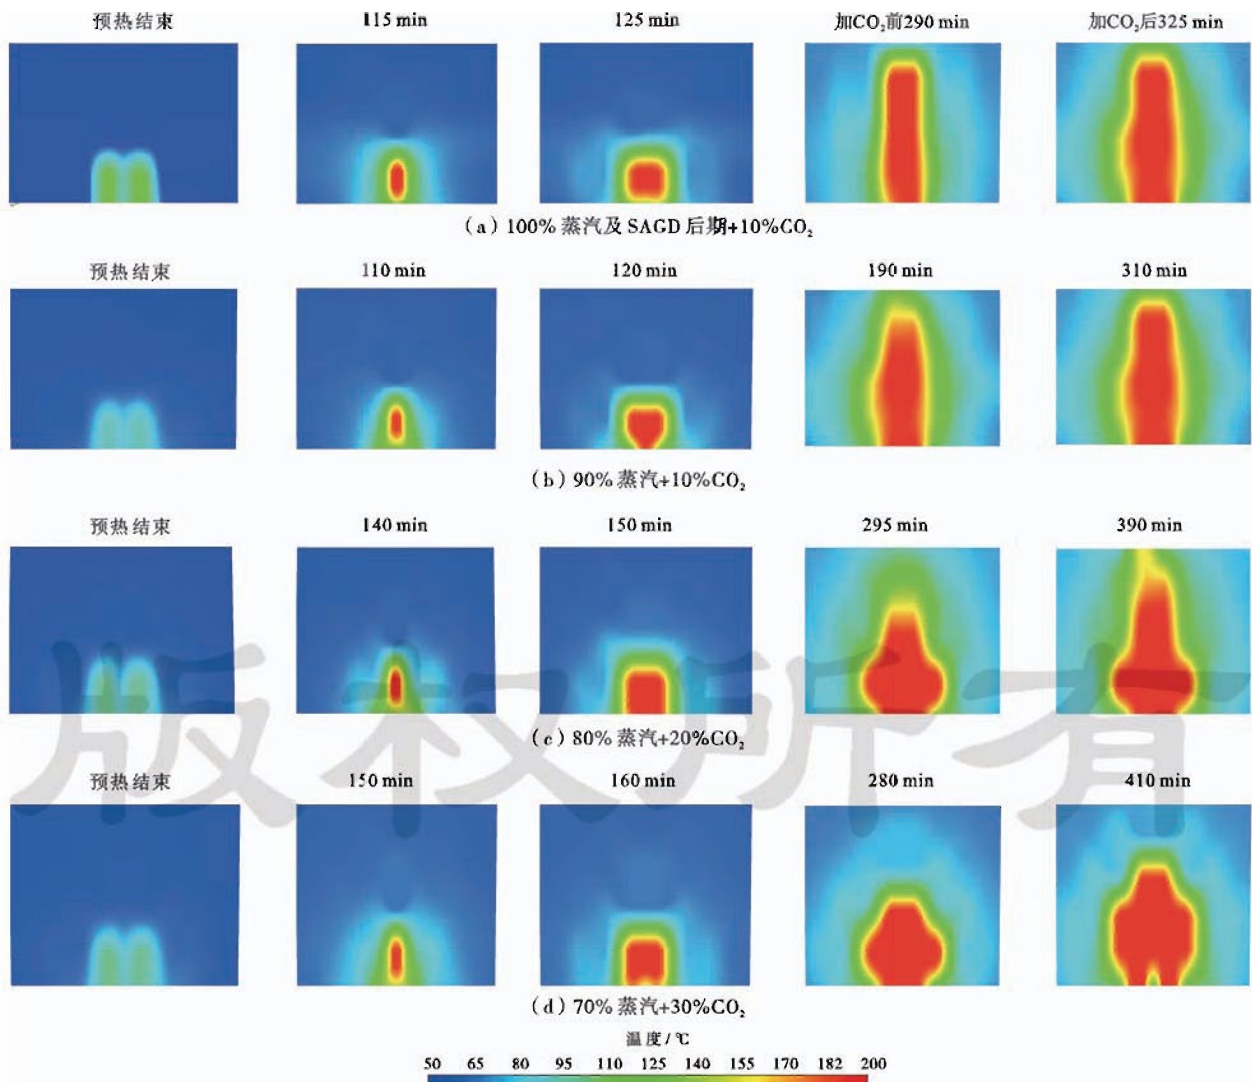 预热结束 115 min 125 min 加CO₂前290 min 加CO₂后325 min
（a）100% 蒸汽及 SAGD 后期+10%CO₂
预热结束 110 min 120 min 190 min 310 min
（b）90% 蒸汽+10%CO₂
预热结束 140 min 150 min 295 min 390 min
（c）80% 蒸汽+20%CO₂
预热结束 150 min 160 min 280 min 410 min
（d）70% 蒸汽+30%CO₂
温度/℃
50 65 80 95 110 125 140 155 170 182 200
版权所有